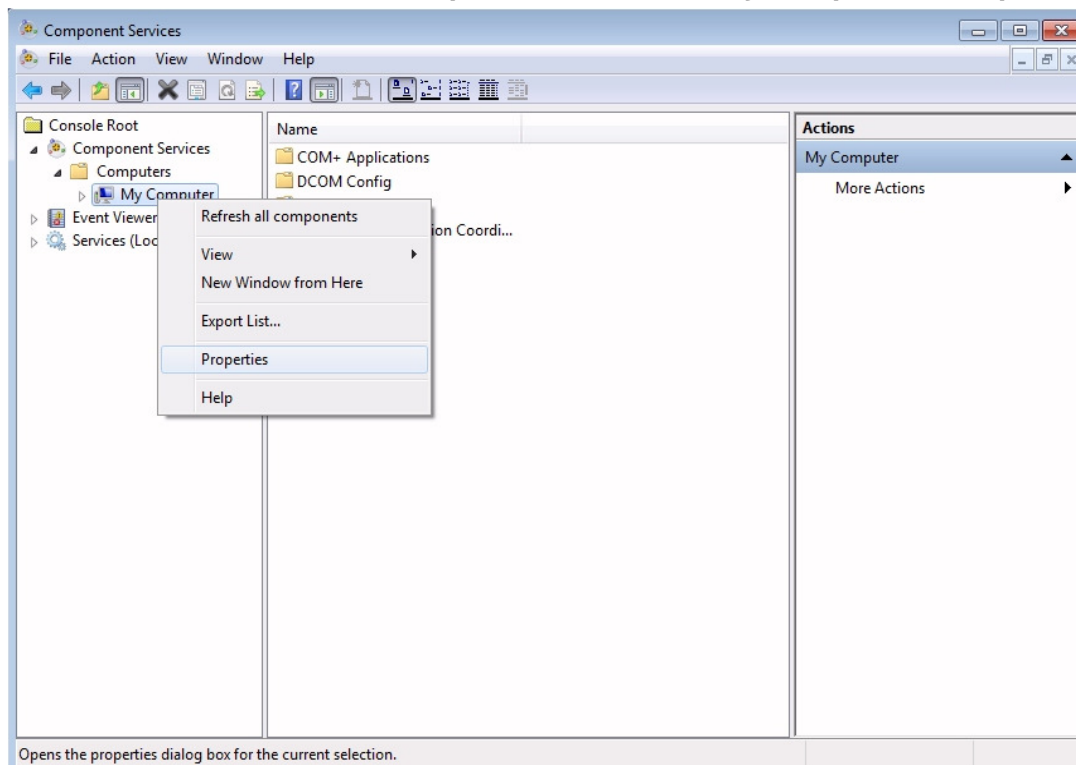 Component Services
File Action View Window Help
Console Root
Component Services
Computers
My Computer
Event Viewer
Services (Loc
Name
COM+ Applications
DCOM Config
ion Coordi...
Refresh all components
View
New Window from Here
Export List...
Properties
Help
Actions
My Computer
More Actions
Opens the properties dialog box for the current selection.